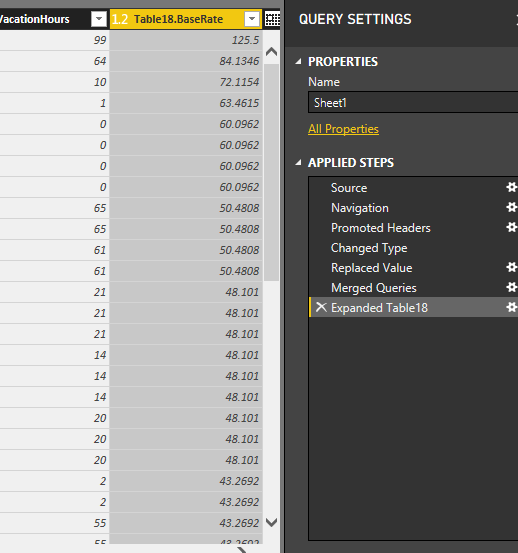 VacationHours 1.2 Table18.BaseRate
99 125.5
64 84.1346
10 72.1154
1 63.4615
0 60.0962
0 60.0962
0 60.0962
65 50.4808
65 50.4808
61 50.4808
61 50.4808
21 48.101
21 48.101
21 48.101
14 48.101
14 48.101
14 48.101
20 48.101
20 48.101
20 48.101
2 43.2692
2 43.2692
55 43.2692
55 43.2692
QUERY SETTINGS
PROPERTIES
Name
Sheet1
All Properties
APPLIED STEPS
Source
Navigation
Promoted Headers
Changed Type
Replaced Value
Merged Queries
Expanded Table18